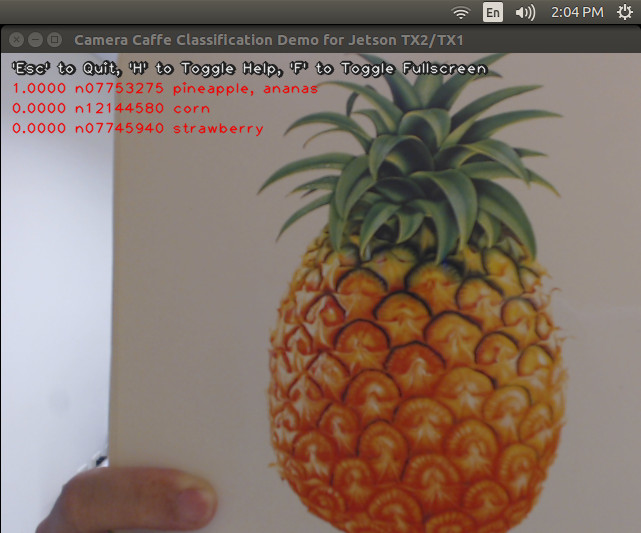 En 2:04 PM
Camera Caffe Classification Demo for Jetson TX2/TX1
'Esc' to Quit, 'H' to Toggle Help, 'F' to Toggle Fullscreen
1.0000 n07753275 pineapple, ananas
0.0000 n12144580 corn
0.0000 n07745940 strawberry